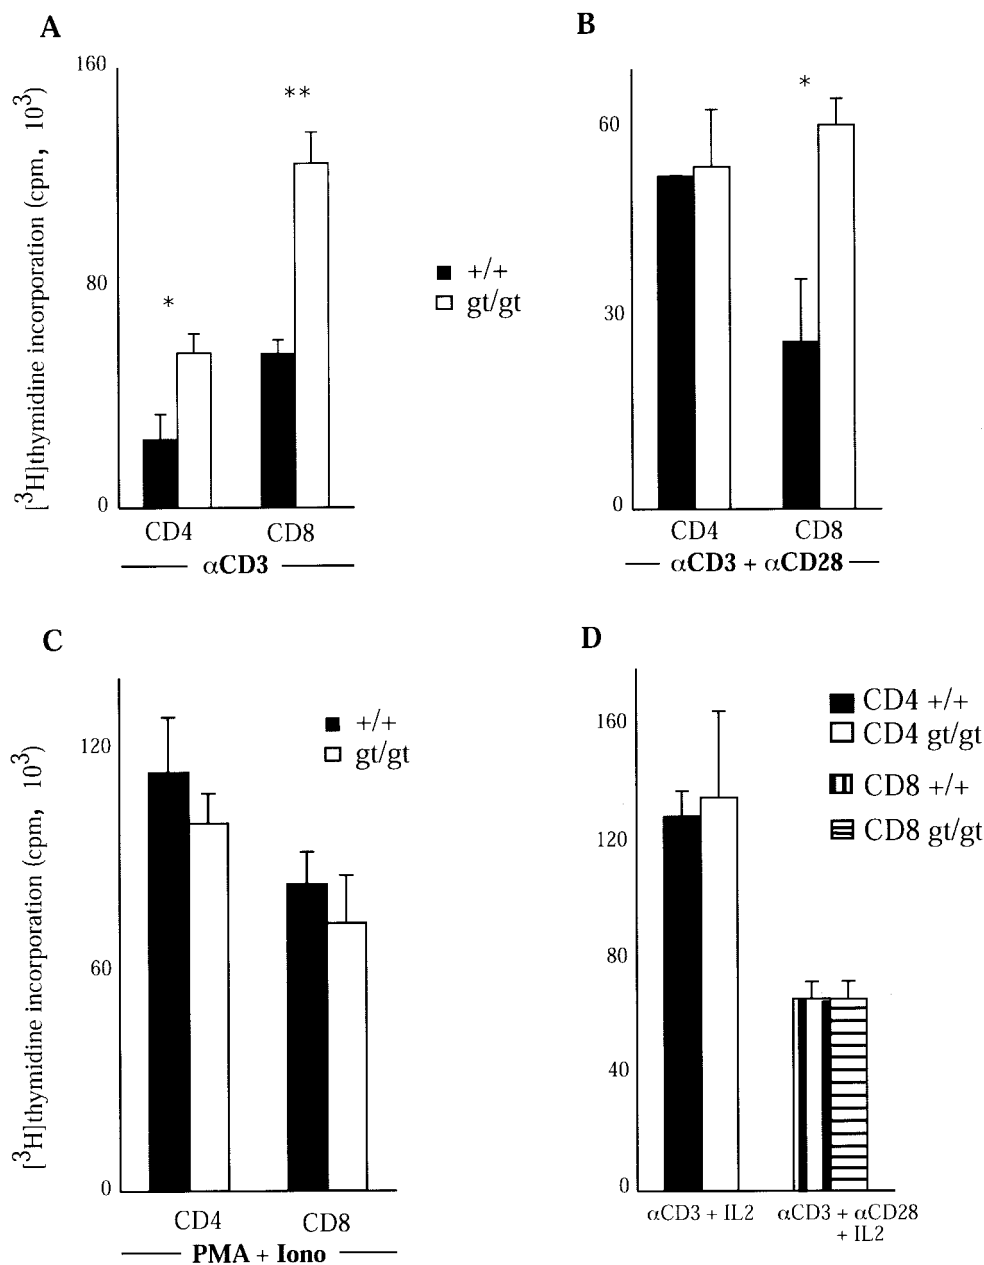 A
[³H]thymidine incorporation (cpm, 10³)
160
80
0
*
**
CD4 CD8
αCD3
+/+
gt/gt
B
60
30
0
*
CD4 CD8
αCD3 + αCD28
C
[³H]thymidine incorporation (cpm, 10³)
120
60
0
+/+
gt/gt
CD4 CD8
PMA + Iono
D
160
120
80
40
0
CD4 +/+
CD4 gt/gt
CD8 +/+
CD8 gt/gt
αCD3 + IL2 αCD3 + αCD28
+ IL2